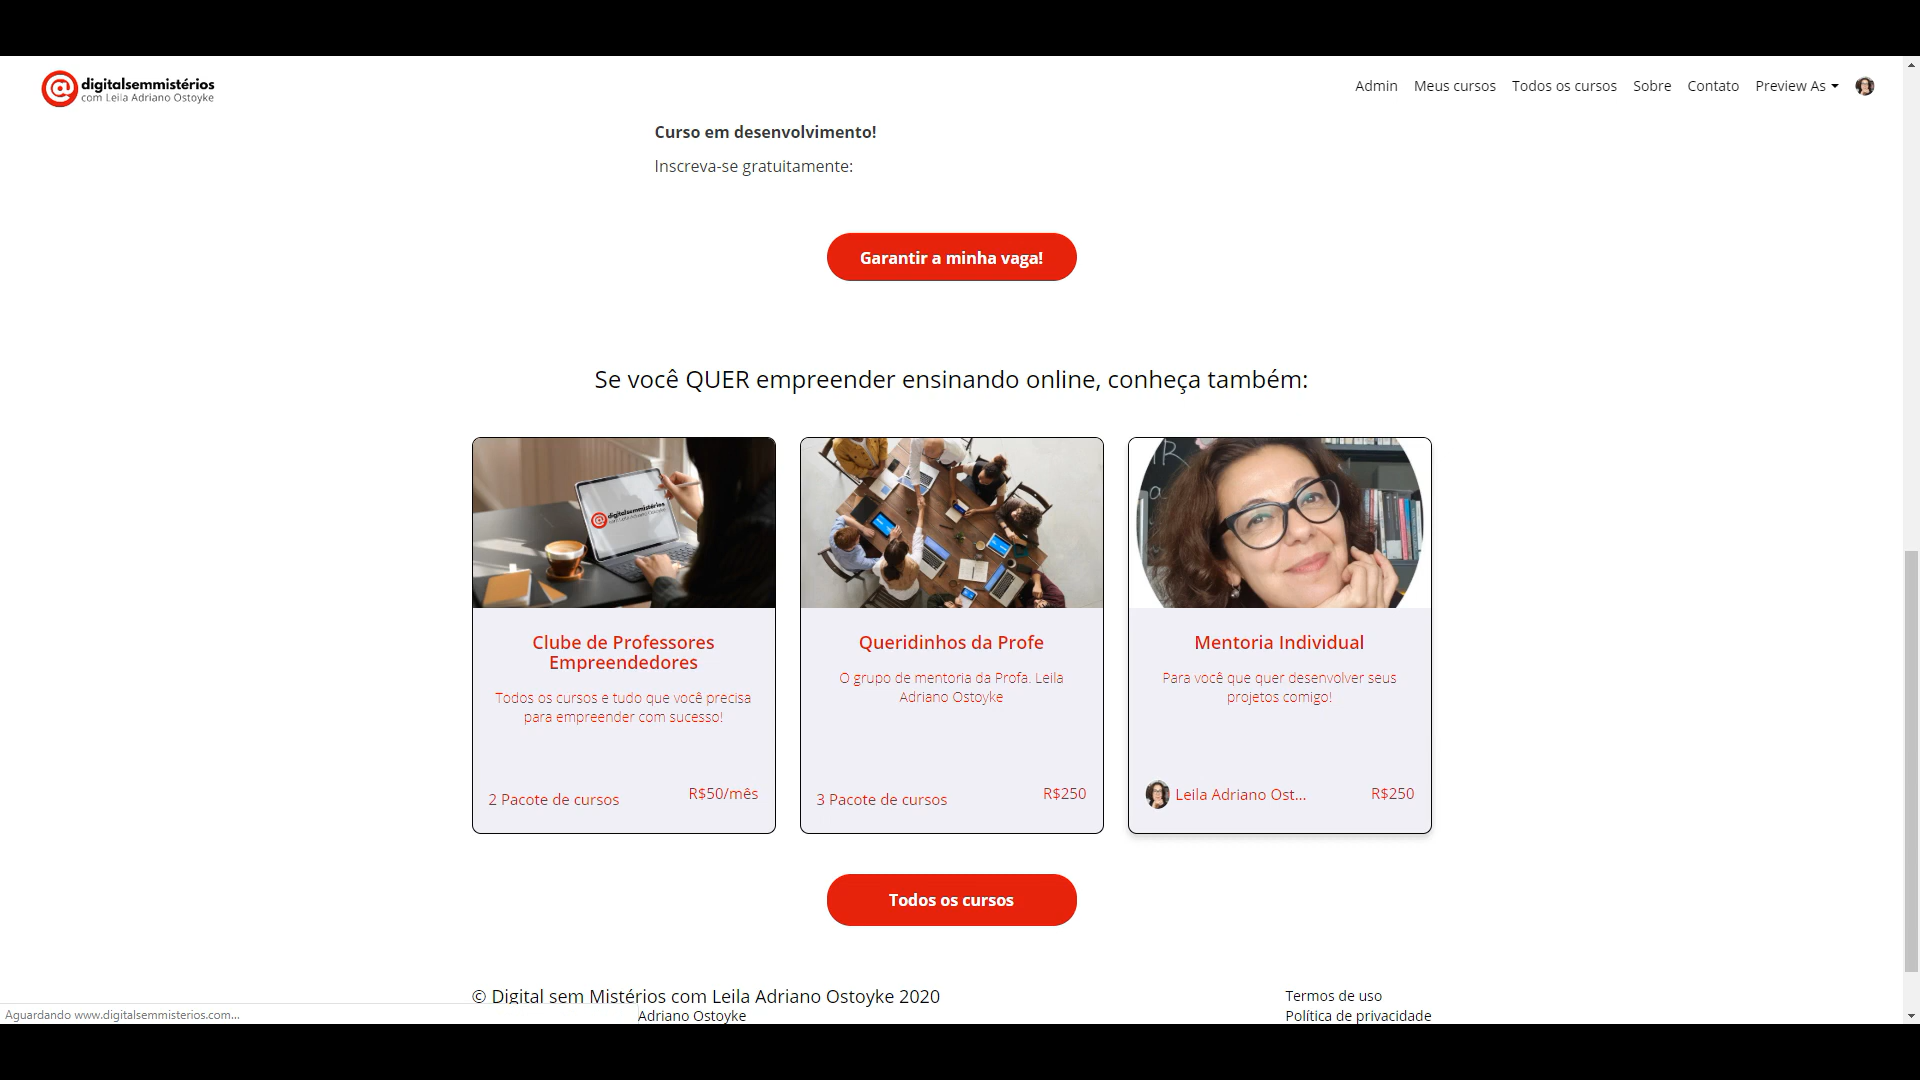 digitalsemmistérios
com Leila Adriano Ostoyke
Admin
Meus cursos
Todos os cursos
Sobre
Contato
Preview As
Curso em desenvolvimento!
Inscreva-se gratuitamente:
Garantir a minha vaga!
Se você QUER empreender ensinando online, conheça também:
digitalsemmistérios
com Leila Adriano Ostoyke
Clube de Professores
Empreendedores
Todos os cursos e tudo que você precisa
para empreender com sucesso!
2 Pacote de cursos
R$50/mês
Queridinhos da Profe
O grupo de mentoria da Profa. Leila
Adriano Ostoyke
3 Pacote de cursos
R$250
Mentoria Individual
Para você que quer desenvolver seus
projetos comigo!
Leila Adriano Ost...
R$250
Todos os cursos
© Digital sem Mistérios com Leila Adriano Ostoyke 2020
Adriano Ostoyke
Termos de uso
Política de privacidade
Aguardando www.digitalsemmisterios.com...